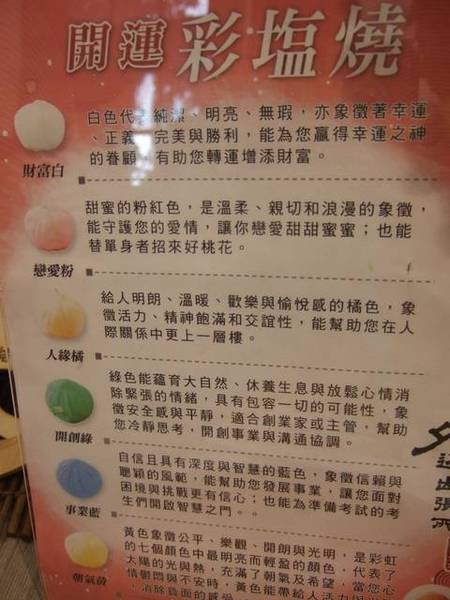 開運彩塩燒
白色代表純潔、明亮、無瑕，亦象徵著幸運
、正義、完美與勝利，能為您贏得幸運之神
的眷顧，有助您轉運增添財富。
財富白
甜蜜的粉紅色，是溫柔、親切和浪漫的象徵，
能守護您的愛情，讓你戀愛甜甜蜜蜜；也能
替單身者招來好桃花。
戀愛粉
給人明朗、溫暖、歡樂與愉悅感的橘色，象
徵活力、精神飽滿和交誼性，能幫助您在人
際關係中更上一層樓。
人緣橘
綠色能蘊育大自然、休養生息與放鬆心情消
除緊張的情緒，具有包容一切的可能性，象
徵安全感與平靜，適合創業家或主管，幫助
您冷靜思考，開創事業與溝通協調。
開創綠
自信且具有深度與智慧的藍色，象徵信賴與
聰穎的風範，能幫助您發展事業，讓您面對
困境與挑戰更有信心；也能為準備考試的考
生們開啟智慧之門。。
事業藍
黃色象徵公平、樂觀、開朗與光明，是彩虹
的七個顏色中最明亮而輕盈的顏色，代表了
太陽的光與熱，充滿了朝氣及希望，當您心
情鬱悶與不安時，黃色能帶給人活力與
，消除負面的感受
朝氣黃